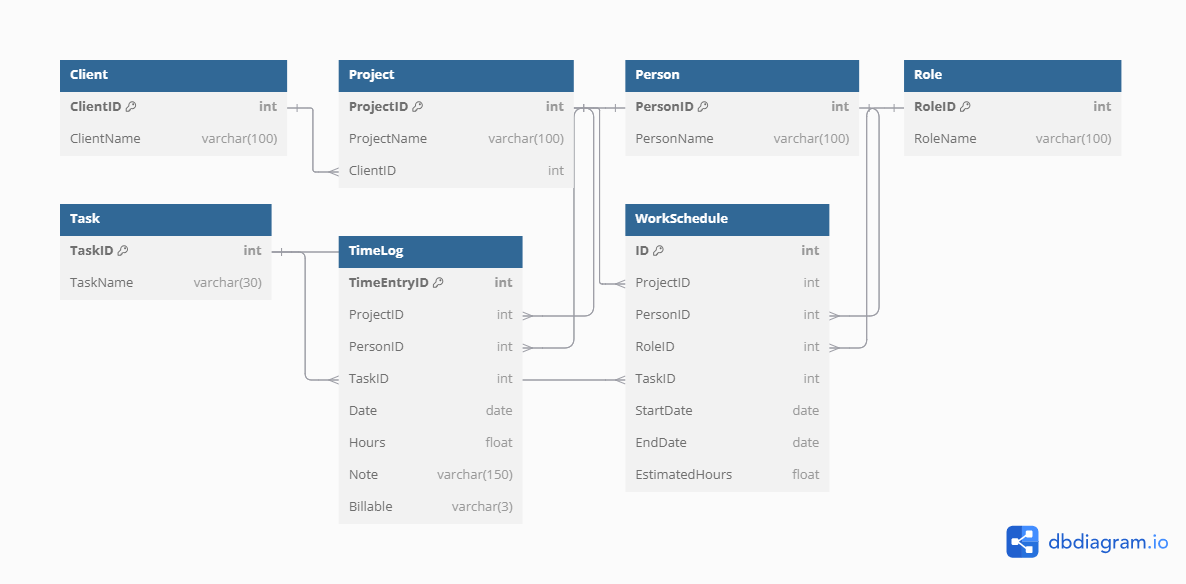 Client
ClientID int
ClientName varchar(100)
Project
ProjectID int
ProjectName varchar(100)
ClientID int
Person
PersonID int
PersonName varchar(100)
Role
RoleID int
RoleName varchar(100)
Task
TaskID int
TaskName varchar(30)
TimeLog
TimeEntryID int
ProjectID int
PersonID int
TaskID int
Date date
Hours float
Note varchar(150)
Billable varchar(3)
WorkSchedule
ID int
ProjectID int
PersonID int
RoleID int
TaskID int
StartDate date
EndDate date
EstimatedHours float
dbdiagram.io